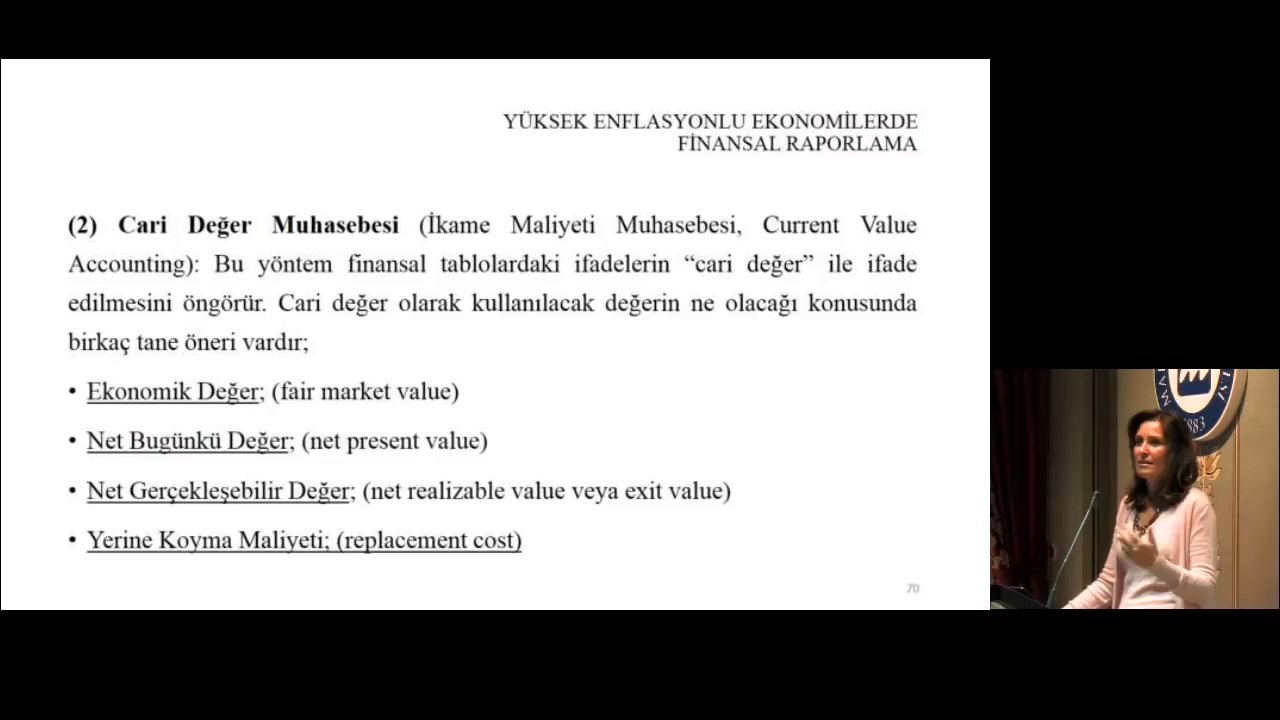 YÜKSEK ENFLASYONLU EKONOMİLERDE
FİNANSAL RAPORLAMA
(2) Cari Değer Muhasebesi (İkame Maliyeti Muhasebesi, Current Value
Accounting): Bu yöntem finansal tablolardaki ifadelerin “cari değer” ile ifade
edilmesini öngörür. Cari değer olarak kullanılacak değerin ne olacağı konusunda
birkaç tane öneri vardır;
• Ekonomik Değer; (fair market value)
• Net Bugünkü Değer; (net present value)
• Net Gerçekleşebilir Değer; (net realizable value veya exit value)
• Yerine Koyma Maliyeti; (replacement cost)
70